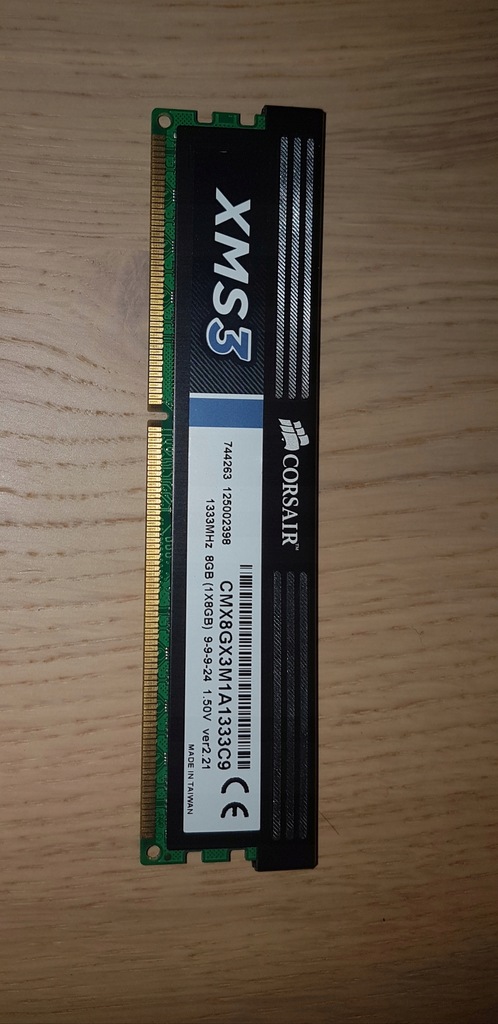 XMS3
CORSAIR™
744263 12500239B
CMX8GX3M1A1333C9
1333MHz 8GB (1X8GB) 9-9-9-24 1.50V ver2.21
CE
MADE IN TAIWAN